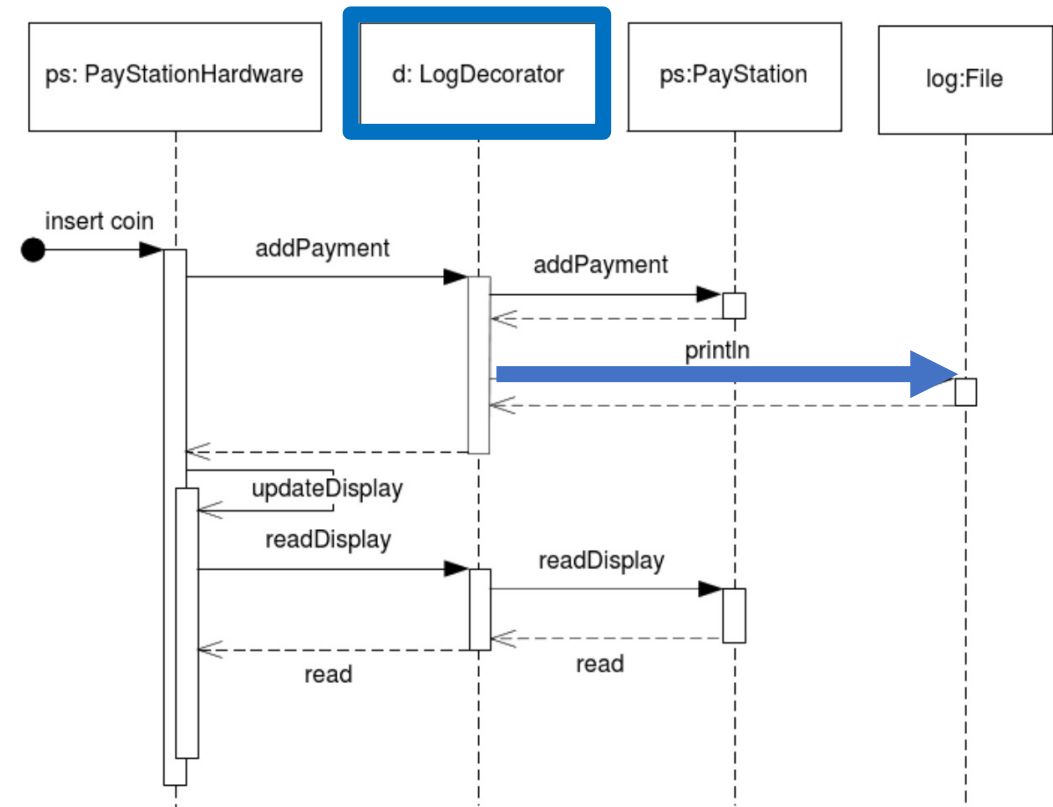 ps: PayStationHardware
d: LogDecorator
ps:PayStation
log:File
insert coin
addPayment
addPayment
println
updateDisplay
readDisplay
readDisplay
read
read